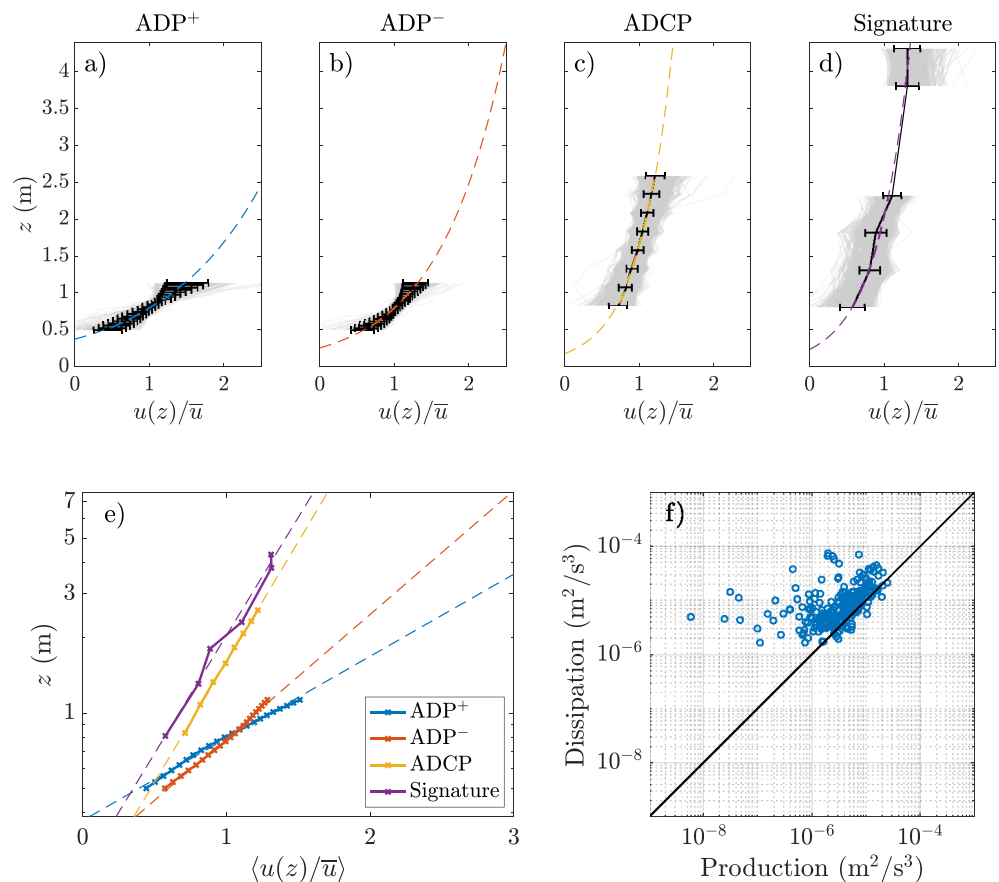 ADP⁺
ADP⁻
ADCP
Signature
a)
b)
c)
d)
4
3.5
3
2.5
2
1.5
1
0.5
0
z (m)
0 1 2
0 1 2
0 1 2
0 1 2
u(z)/u̅
u(z)/u̅
u(z)/u̅
u(z)/u̅
e)
7
5
3
1
z (m)
0 1 2 3
⟨u(z)/u̅⟩
ADP⁺
ADP⁻
ADCP
Signature
f)
10⁻⁴
10⁻⁶
10⁻⁸
Dissipation (m²/s³)
10⁻⁸ 10⁻⁶ 10⁻⁴
Production (m²/s³)